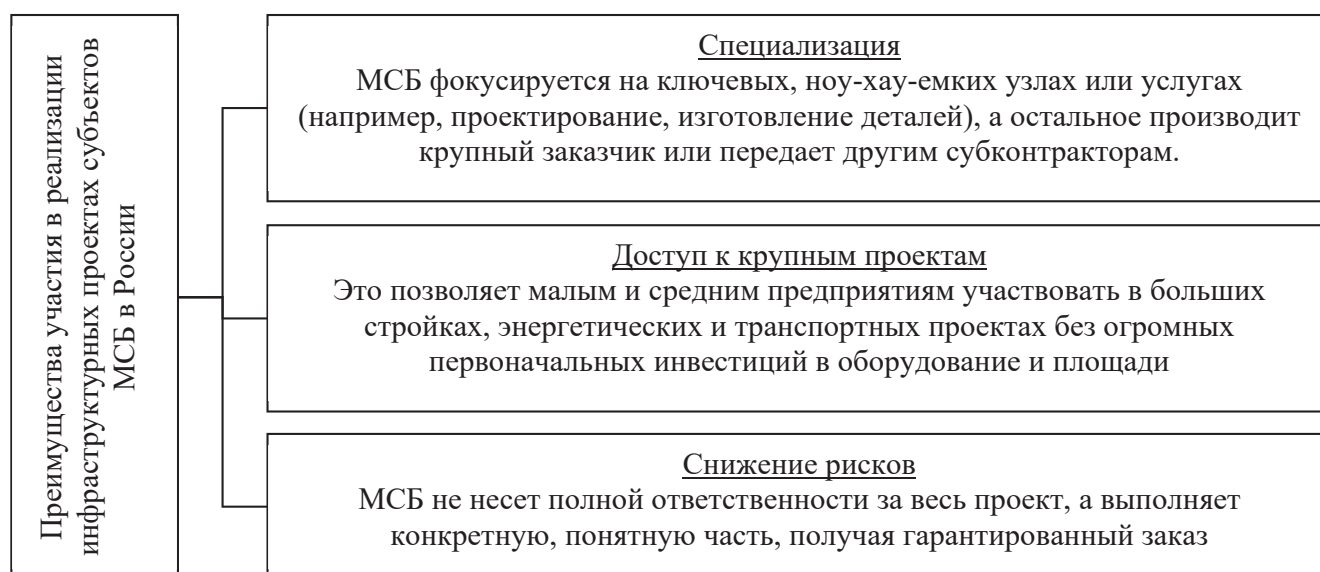 Преимущества участия в реализации
инфраструктурных проектах субъектов
МСБ в России
Специализация
МСБ фокусируется на ключевых, ноу-хау-емких узлах или услугах
(например, проектирование, изготовление деталей), а остальное производит
крупный заказчик или передает другим субконтракторам.
Доступ к крупным проектам
Это позволяет малым и средним предприятиям участвовать в больших
стройках, энергетических и транспортных проектах без огромных
первоначальных инвестиций в оборудование и площади
Снижение рисков
МСБ не несет полной ответственности за весь проект, а выполняет
конкретную, понятную часть, получая гарантированный заказ